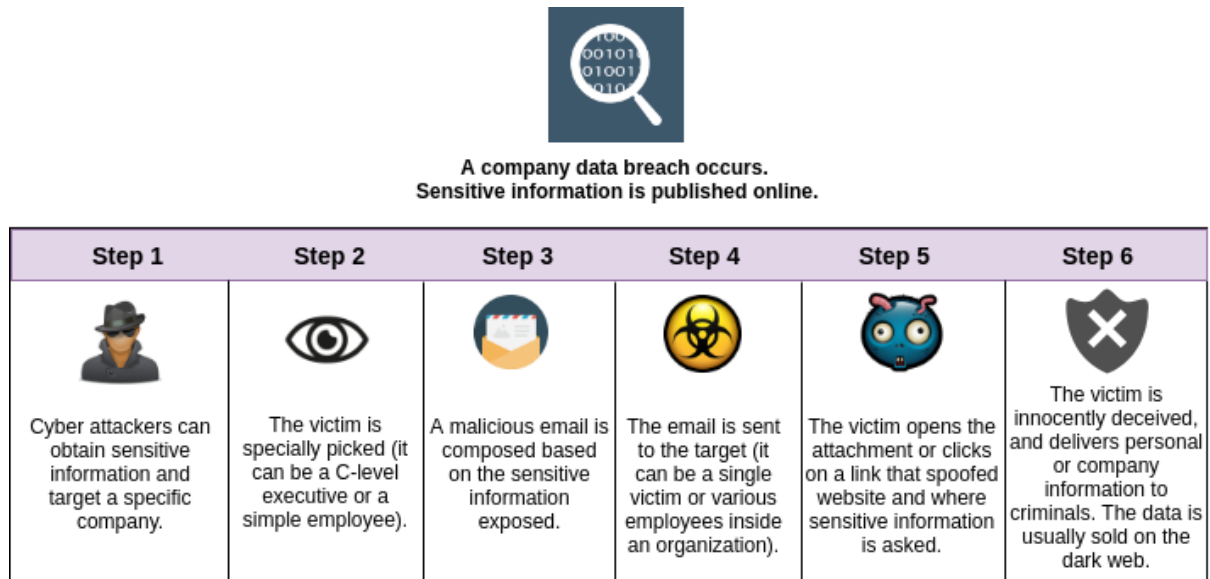 100
001010
01001
0010
A company data breach occurs.
Sensitive information is published online.
Step 1
Step 2
Step 3
Step 4
Step 5
Step 6
Cyber attackers can
obtain sensitive
information and
target a specific
company.
The victim is
specially picked (it
can be a C-level
executive or a
simple employee).
A malicious email is
composed based
on the sensitive
information
exposed.
The email is sent
to the target (it
can be a single
victim or various
employees inside
an organization).
The victim opens the
attachment or clicks
on a link that spoofed
website and where
sensitive information
is asked.
The victim is
innocently deceived,
and delivers personal
or company
information to
criminals. The data is
usually sold on the
dark web.